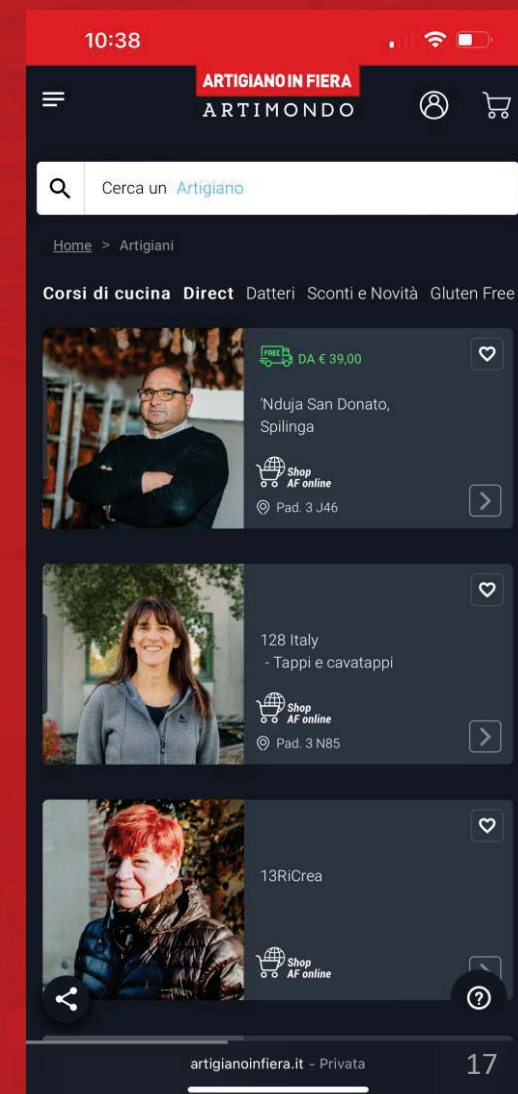 10:38
ARTIGIANO IN FIERA
ARTIMONDO
Cerca un Artigiano
Home > Artigiani
Corsi di cucina Direct Datteri Sconti e Novità Gluten Free
FREE DA € 39,00
'Nduja San Donato,
Spilinga
Shop
AF online
Pad. 3 J46
128 Italy
- Tappi e cavatappi
Shop
AF online
Pad. 3 N85
13RiCrea
Shop
AF online
artigianoinfiera.it - Privata
17